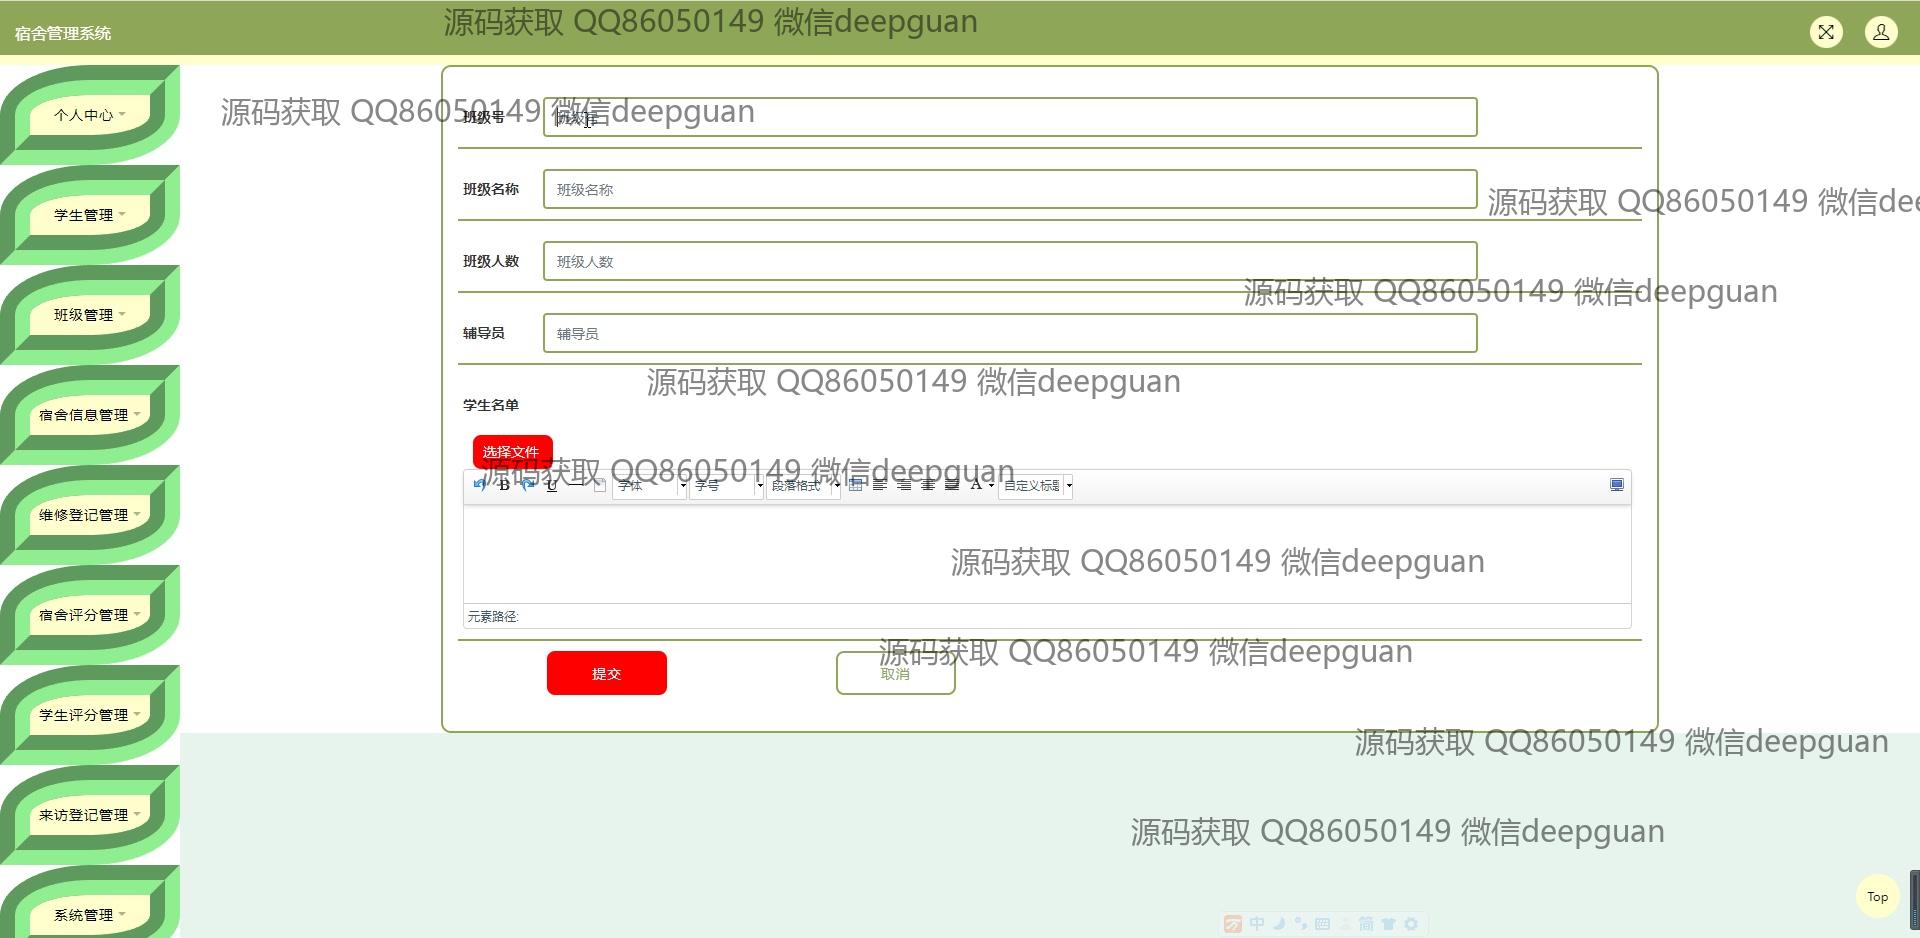 源码获取 QQ86050149 微信deepguan
宿舍管理系统
个人中心
源码获取 QQ86050149 微信deepguan
班级号
班级号
学生管理
班级名称
班级名称
源码获取 QQ86050149 微信dee
班级人数
班级人数
源码获取 QQ86050149 微信deepguan
班级管理
辅导员
辅导员
源码获取 QQ86050149 微信deepguan
学生名单
宿舍信息管理
选择文件
源码获取 QQ86050149 微信deepguan
B U 字体 字号 段落格式 A 自定义标题
维修登记管理
源码获取 QQ86050149 微信deepguan
宿舍评分管理
元素路径:
源码获取 QQ86050149 微信deepguan
提交
取消
学生评分管理
源码获取 QQ86050149 微信deepguan
来访登记管理
源码获取 QQ86050149 微信deepguan
Top
系统管理
中 简